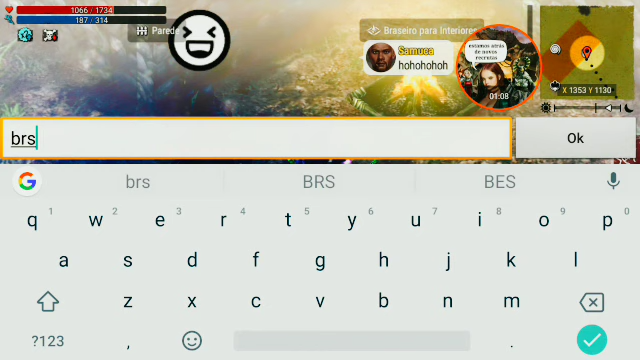 1066 / 1734
187 / 314
Parede
Braseiro para Interiores
Samuca
hohohohoh
estamos atrás
de novos
recrutas
01:08
X 1353 Y 1130
brs
Ok
brs BRS BES
q 1 w 2 e 3 r 4 t 5 y 6 u 7 i 8 o 9 p 0
a s d f g h j k l
z x c v b n m
?123 , .